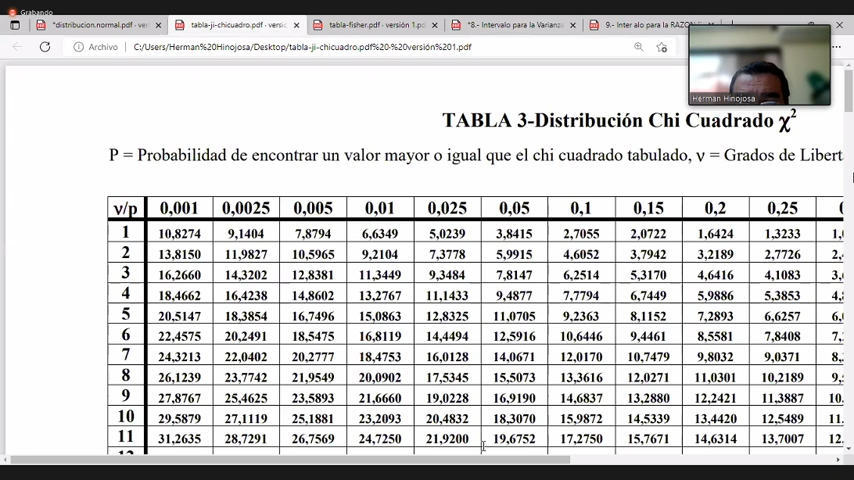 Grabando
*distribucion.normal.pdf - ver
tabla-ji-chicuadro.pdf - versió
tabla-fisher.pdf - versión 1.pd
*8.- Intervalo para la Varianza
9.- Inter alo para la RAZON
Archivo C:/Users/Herman%20Hinojosa/Desktop/tabla-ji-chicuadro.pdf%20-%20versión%201.pdf
Herman Hinojosa
TABLA 3-Distribución Chi Cuadrado χ2
P = Probabilidad de encontrar un valor mayor o igual que el chi cuadrado tabulado, ν = Grados de Libert
ν/p 0,001 0,0025 0,005 0,01 0,025 0,05 0,1 0,15 0,2 0,25
1 10,8274 9,1404 7,8794 6,6349 5,0239 3,8415 2,7055 2,0722 1,6424 1,3233 1,
2 13,8150 11,9827 10,5965 9,2104 7,3778 5,9915 4,6052 3,7942 3,2189 2,7726 2,
3 16,2660 14,3202 12,8381 11,3449 9,3484 7,8147 6,2514 5,3170 4,6416 4,1083 3,
4 18,4662 16,4238 14,8602 13,2767 11,1433 9,4877 7,7794 6,7449 5,9886 5,3853 4,
5 20,5147 18,3854 16,7496 15,0863 12,8325 11,0705 9,2363 8,1152 7,2893 6,6257 6,
6 22,4575 20,2491 18,5475 16,8119 14,4494 12,5916 10,6446 9,4461 8,5581 7,8408 7,
7 24,3213 22,0402 20,2777 18,4753 16,0128 14,0671 12,0170 10,7479 9,8032 9,0371 8,
8 26,1239 23,7742 21,9549 20,0902 17,5345 15,5073 13,3616 12,0271 11,0301 10,2189 9,
9 27,8767 25,4625 23,5893 21,6660 19,0228 16,9190 14,6837 13,2880 12,2421 11,3887 10,
10 29,5879 27,1119 25,1881 23,2093 20,4832 18,3070 15,9872 14,5339 13,4420 12,5489 11,
11 31,2635 28,7291 26,7569 24,7250 21,9200 19,6752 17,2750 15,7671 14,6314 13,7007 12,